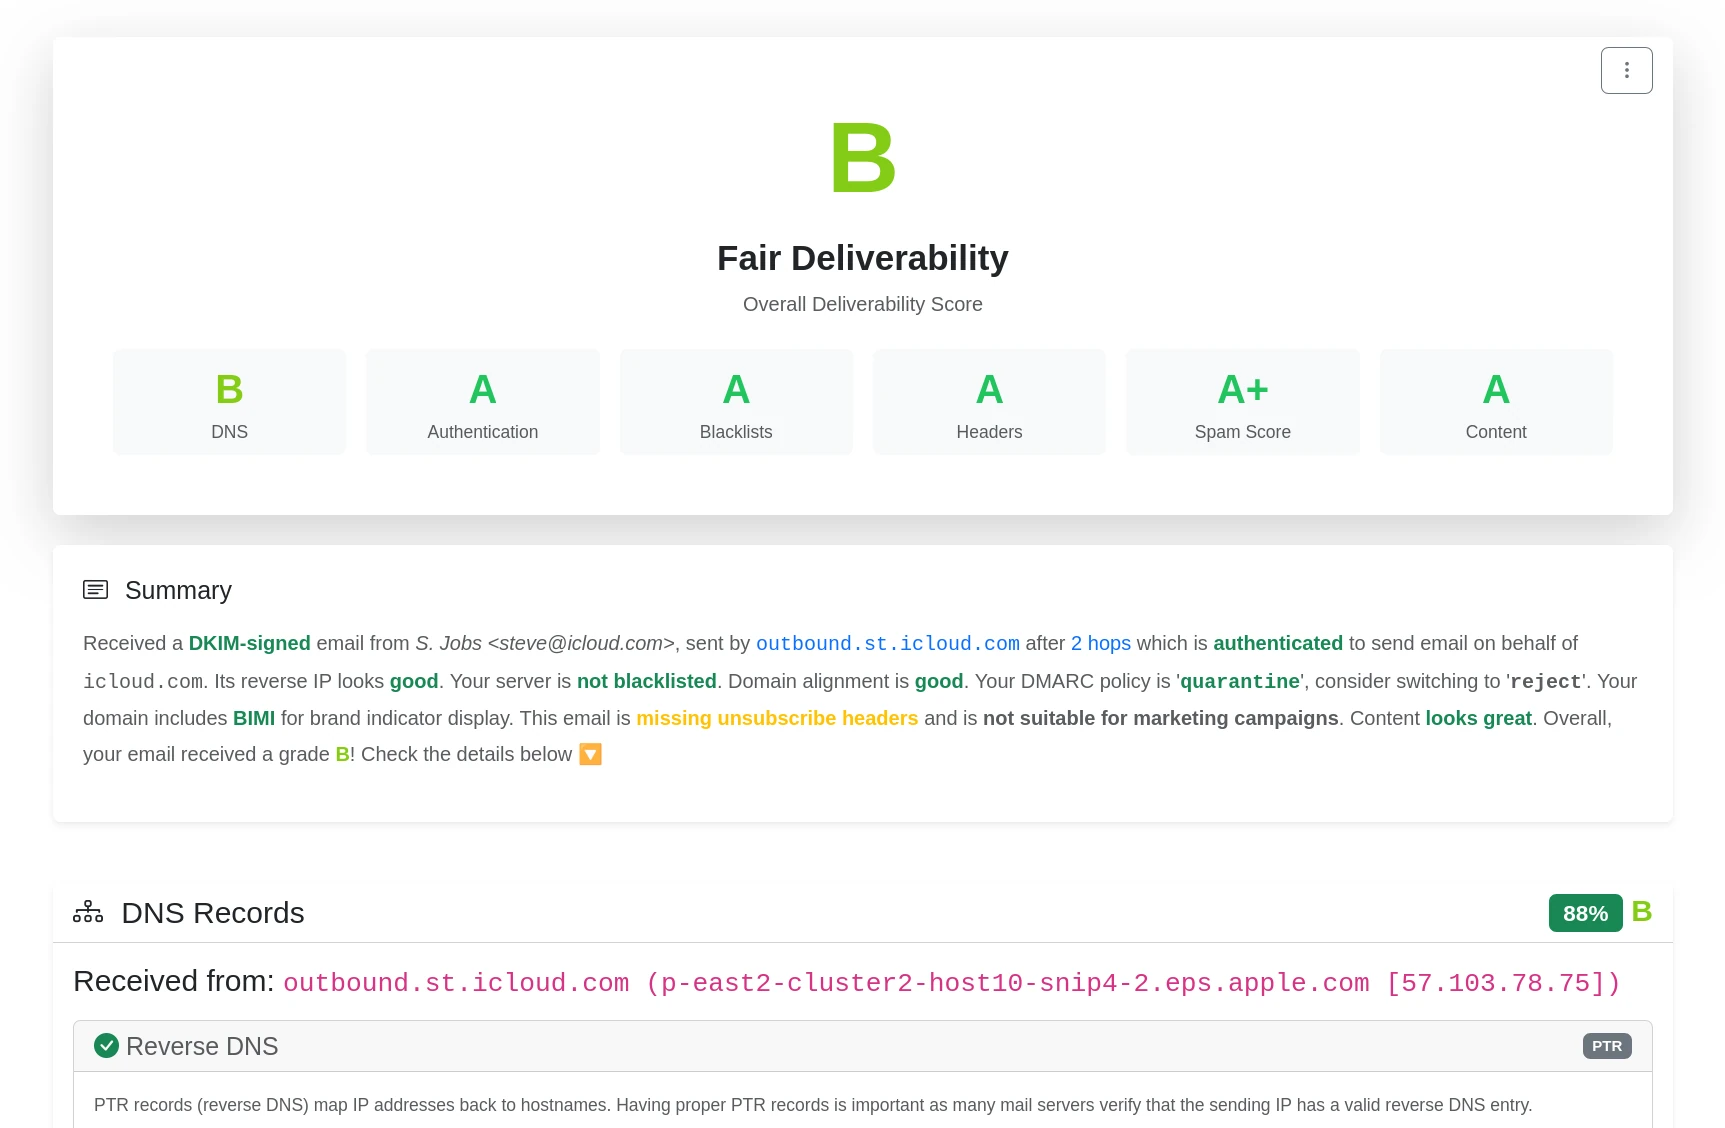 B
Fair Deliverability
Overall Deliverability Score
B
DNS
A
Authentication
A
Blacklists
A
Headers
A+
Spam Score
A
Content
Summary
Received a DKIM-signed email from S. Jobs <steve@icloud.com>, sent by outbound.st.icloud.com after 2 hops which is authenticated to send email on behalf of
icloud.com. Its reverse IP looks good. Your server is not blacklisted. Domain alignment is good. Your DMARC policy is 'quarantine', consider switching to 'reject'. Your
domain includes BIMI for brand indicator display. This email is missing unsubscribe headers and is not suitable for marketing campaigns. Content looks great. Overall,
your email received a grade B! Check the details below 🔽
DNS Records
88% B
Received from: outbound.st.icloud.com (p-east2-cluster2-host10-snip4-2.eps.apple.com [57.103.78.75])
Reverse DNS
PTR
PTR records (reverse DNS) map IP addresses back to hostnames. Having proper PTR records is important as many mail servers verify that the sending IP has a valid reverse DNS entry.